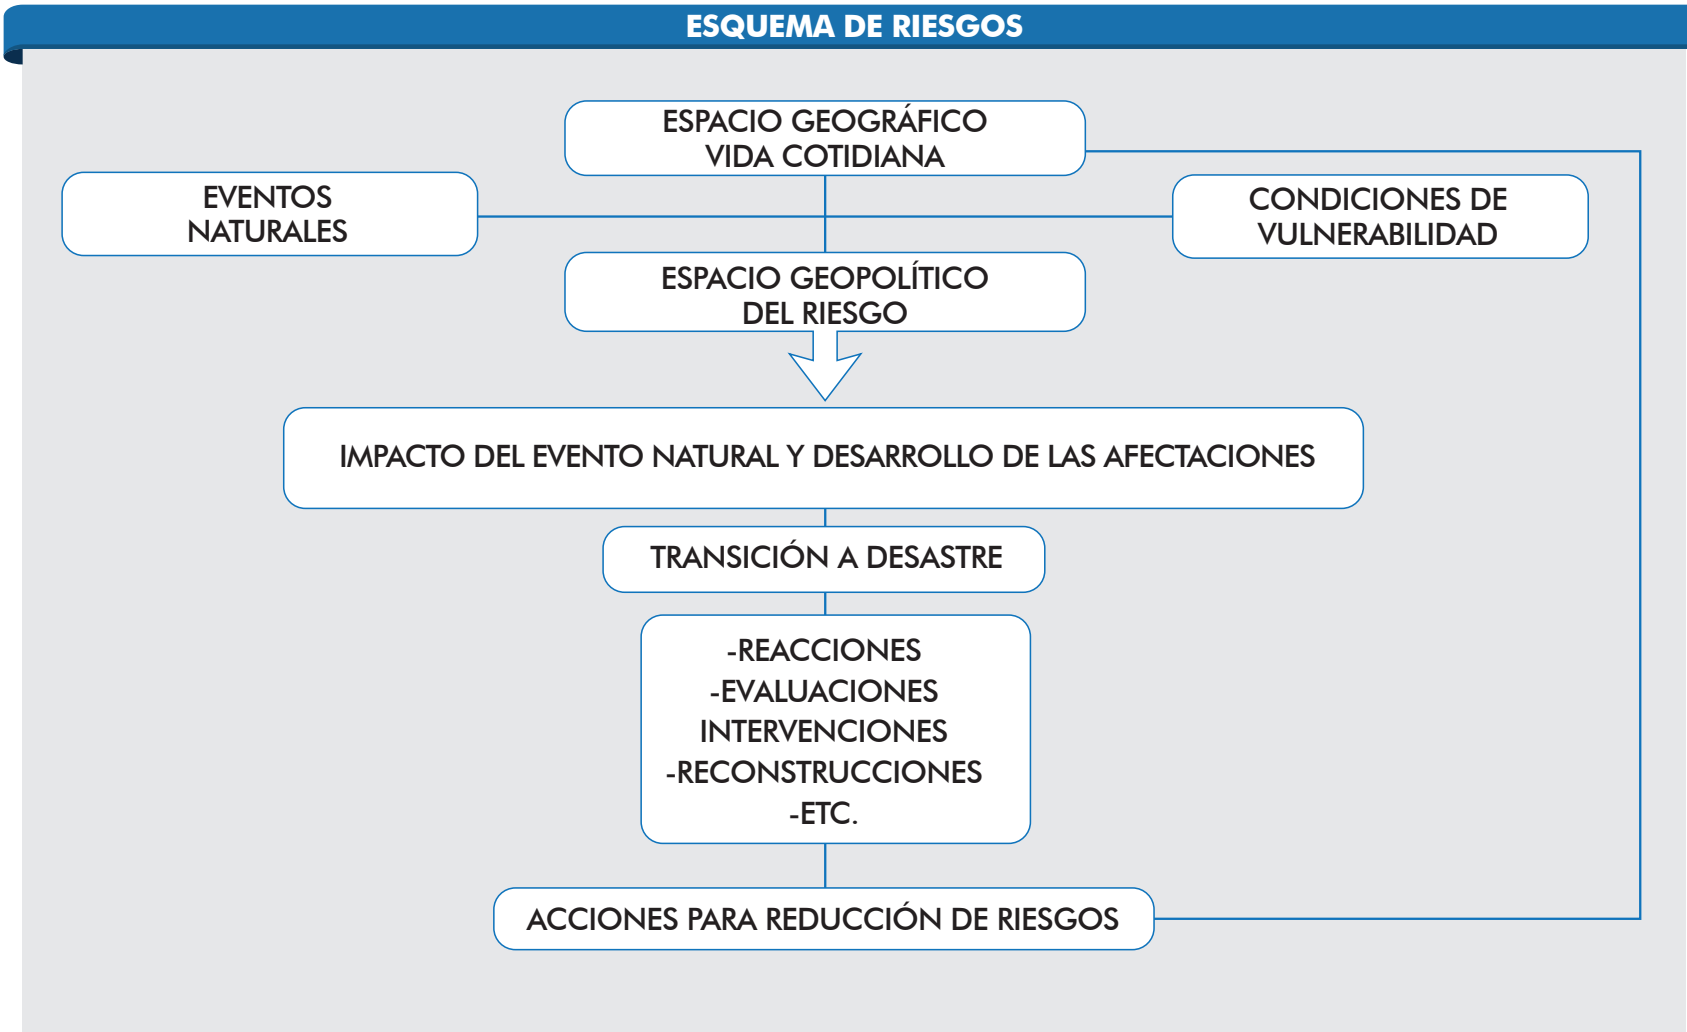 ESQUEMA DE RIESGOS
ESPACIO GEOGRÁFICO
VIDA COTIDIANA
EVENTOS
NATURALES
CONDICIONES DE
VULNERABILIDAD
ESPACIO GEOPOLÍTICO
DEL RIESGO
IMPACTO DEL EVENTO NATURAL Y DESARROLLO DE LAS AFECTACIONES
TRANSICIÓN A DESASTRE
-REACCIONES
-EVALUACIONES
INTERVENCIONES
-RECONSTRUCCIONES
-ETC.
ACCIONES PARA REDUCCIÓN DE RIESGOS